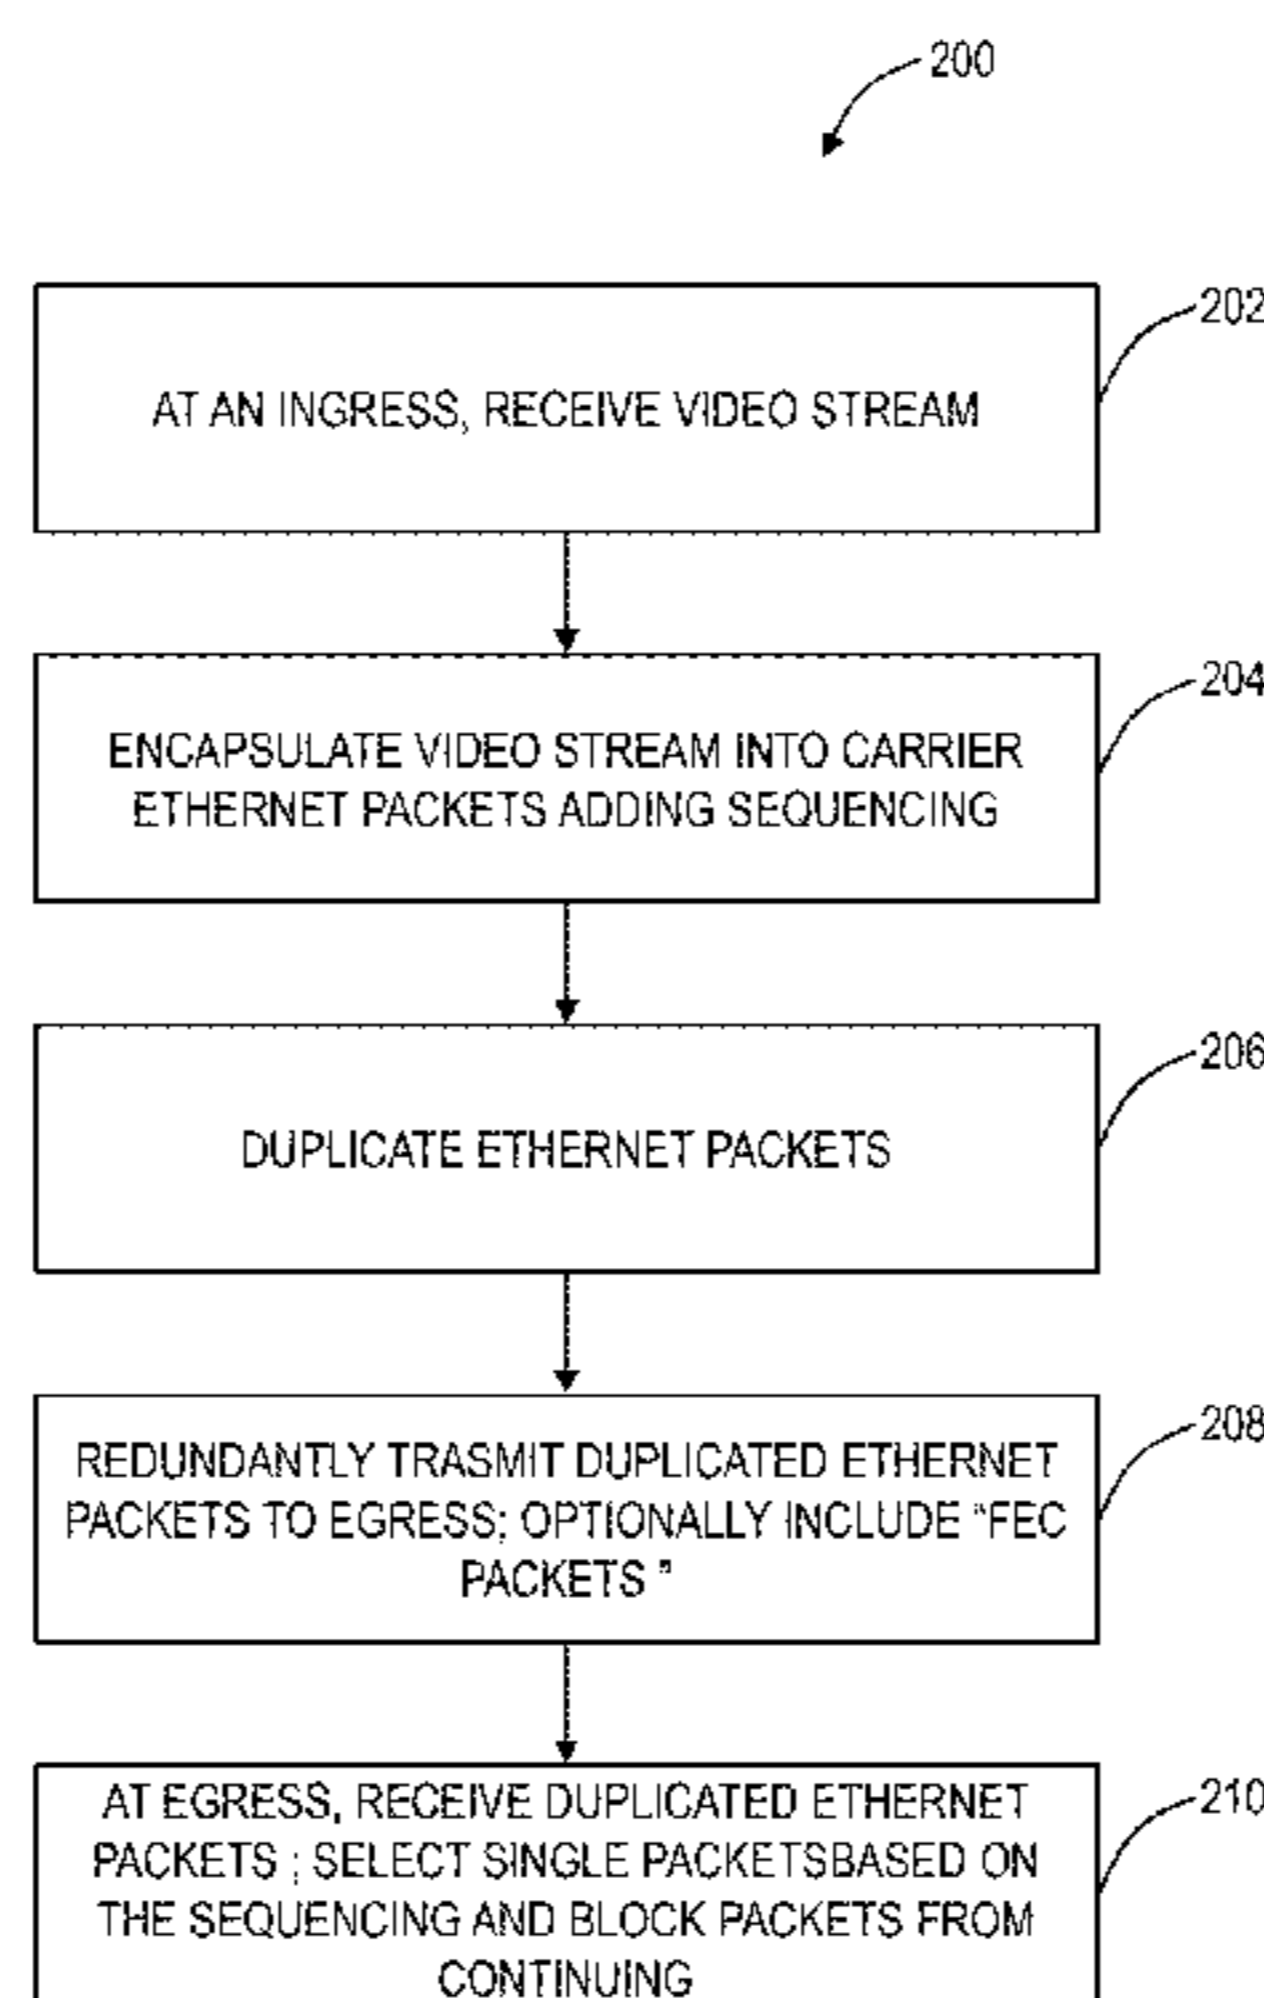 200
202
AT AN INGRESS, RECEIVE VIDEO STREAM
204
ENCAPSULATE VIDEO STREAM INTO CARRIER
ETHERNET PACKETS ADDING SEQUENCING
206
DUPLICATE ETHERNET PACKETS
208
REDUNDANTLY TRASMIT DUPLICATED ETHERNET
PACKETS TO EGRESS; OPTIONALLY INCLUDE "FEC
PACKETS "
210
AT EGRESS, RECEIVE DUPLICATED ETHERNET
PACKETS ; SELECT SINGLE PACKETSBASED ON
THE SEQUENCING AND BLOCK PACKETS FROM
CONTINUING